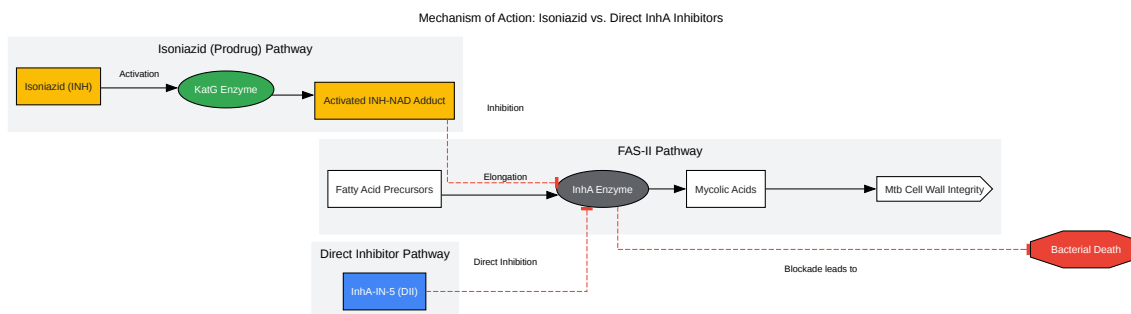 Mechanism of Action: Isoniazid vs. Direct InhA Inhibitors
Isoniazid (Prodrug) Pathway
Isoniazid (INH)
Activation
KatG Enzyme
Activated INH-NAD Adduct
Inhibition
FAS-II Pathway
Fatty Acid Precursors
Elongation
InhA Enzyme
Mycolic Acids
Mtb Cell Wall Integrity
Direct Inhibitor Pathway
InhA-IN-5 (DII)
Direct Inhibition
Blockade leads to
Bacterial Death